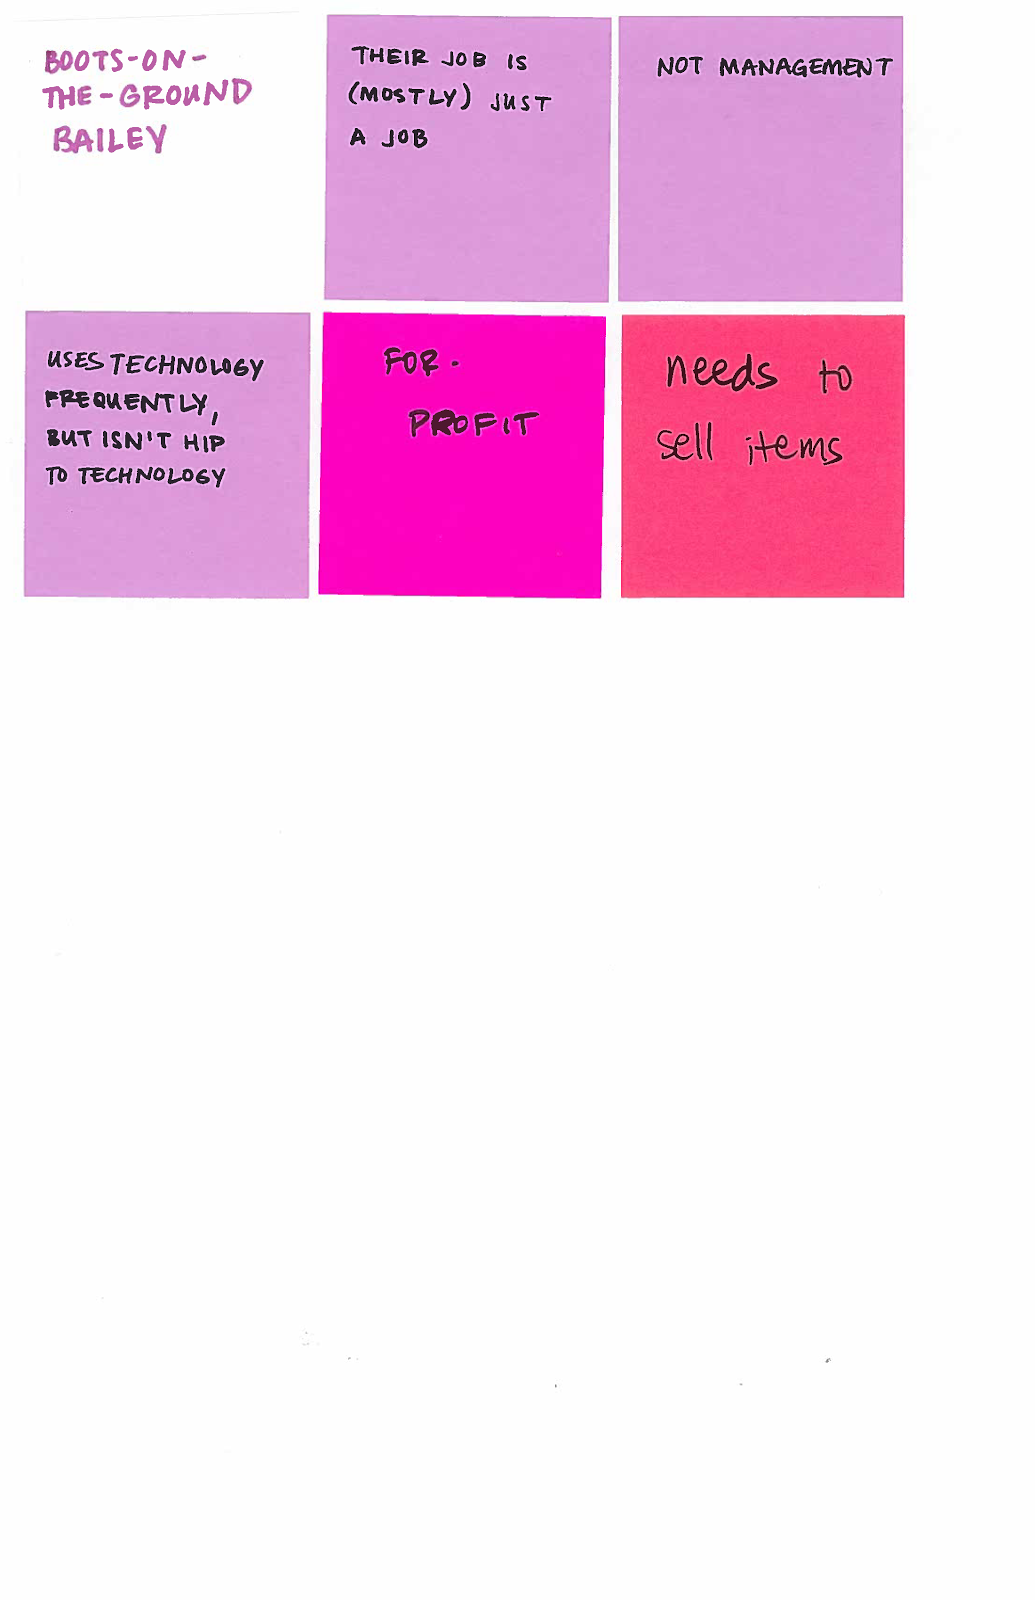 BOOTS-ON-
THE-GROUND
BAILEY
THEIR JOB IS
(MOSTLY) JUST
A JOB
NOT MANAGEMENT
USES TECHNOLOGY
FREQUENTLY,
BUT ISN'T HIP
TO TECHNOLOGY
FOR-
PROFIT
needs to
sell items